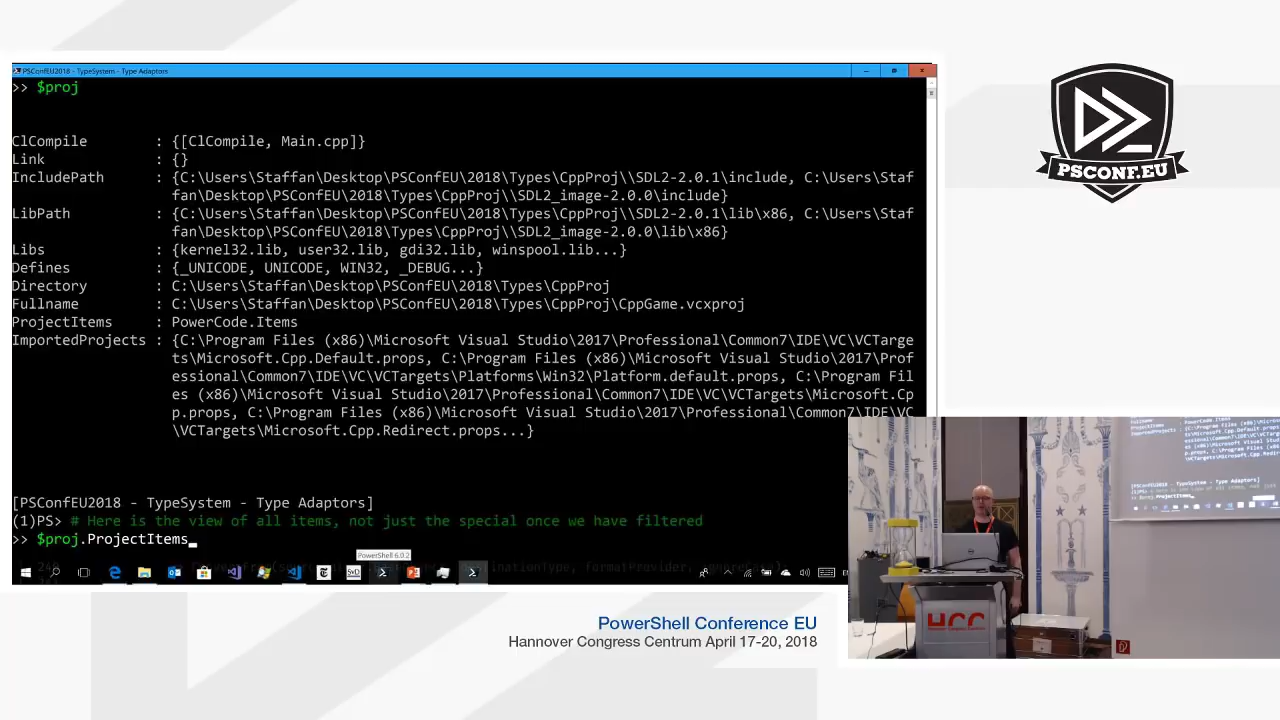 PSConfEU2018 - TypeSystem - Type Adaptors
>> $proj
ClCompile : {[ClCompile, Main.cpp]}
Link : {}
IncludePath : {C:\Users\Staffan\Desktop\PSConfEU\2018\Types\CppProj\\SDL2-2.0.1\include, C:\Users\Staf
fan\Desktop\PSConfEU\2018\Types\CppProj\\SDL2_image-2.0.0\include}
LibPath : {C:\Users\Staffan\Desktop\PSConfEU\2018\Types\CppProj\\SDL2-2.0.1\lib\x86, C:\Users\Staf
fan\Desktop\PSConfEU\2018\Types\CppProj\\SDL2_image-2.0.0\lib\x86}
Libs : {kernel32.lib, user32.lib, gdi32.lib, winspool.lib...}
Defines : {_UNICODE, UNICODE, WIN32, _DEBUG...}
Directory : C:\Users\Staffan\Desktop\PSConfEU\2018\Types\CppProj
Fullname : C:\Users\Staffan\Desktop\PSConfEU\2018\Types\CppProj\CppGame.vcxproj
ProjectItems : PowerCode.Items
ImportedProjects : {C:\Program Files (x86)\Microsoft Visual Studio\2017\Professional\Common7\IDE\VC\VCTarge
ts\Microsoft.Cpp.Default.props, C:\Program Files (x86)\Microsoft Visual Studio\2017\Prof
essional\Common7\IDE\VC\VCTargets\Platforms\Win32\Platform.default.props, C:\Program Fil
es (x86)\Microsoft Visual Studio\2017\Professional\Common7\IDE\VC\VCTargets\Microsoft.Cp
p.props, C:\Program Files (x86)\Microsoft Visual Studio\2017\Professional\Common7\IDE\VC
\VCTargets\Microsoft.Cpp.Redirect.props...}
[PSConfEU2018 - TypeSystem - Type Adaptors]
(1)PS> # Here is the view of all items, not just the special once we have filtered
>> $proj.ProjectItems_
PowerShell 6.0.2
PSCONF.EU
HCC
PowerShell Conference EU
Hannover Congress Centrum April 17-20, 2018